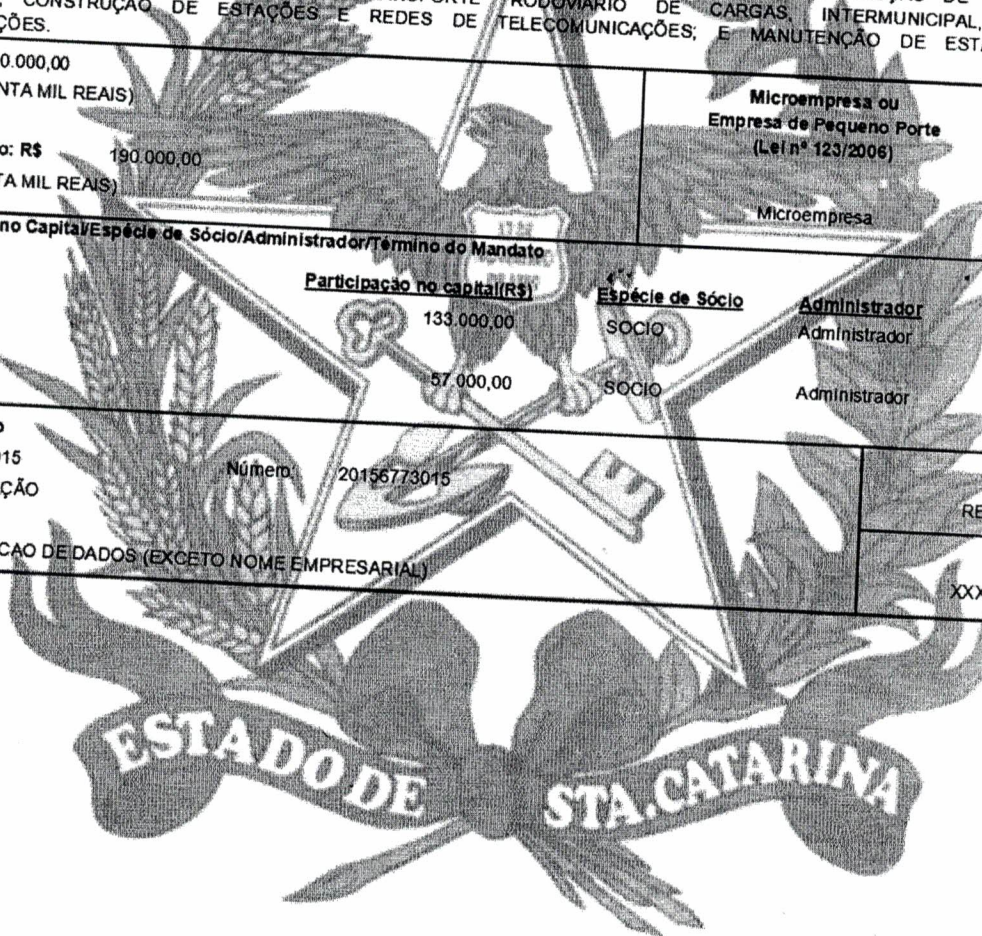 CONSTRUÇÃO DE ESTAÇÕES E REDES DE TELECOMUNICAÇÕES; E MANUTENÇÃO DE
RODOVIÁRIO DE CARGAS, INTERMUNICIPAL,
ÇÕES.
0.000,00
NTA MIL REAIS)
Microempresa ou
Empresa de Pequeno Porte
(Lei nº 123/2006)
o: R$ 190.000,00
TA MIL REAIS)
Microempresa
no Capital/Espécie de Sócio/Administrador/Término do Mandato
Participação no capital(R$) Espécie de Sócio Administrador
133.000,00 SOCIO Administrador
57.000,00 SOCIO Administrador
015
Número: 20156773015
ÇÃO
RE
CAO DE DADOS (EXCETO NOME EMPRESARIAL)
XXX
ESTADO DE STA.CATARINA